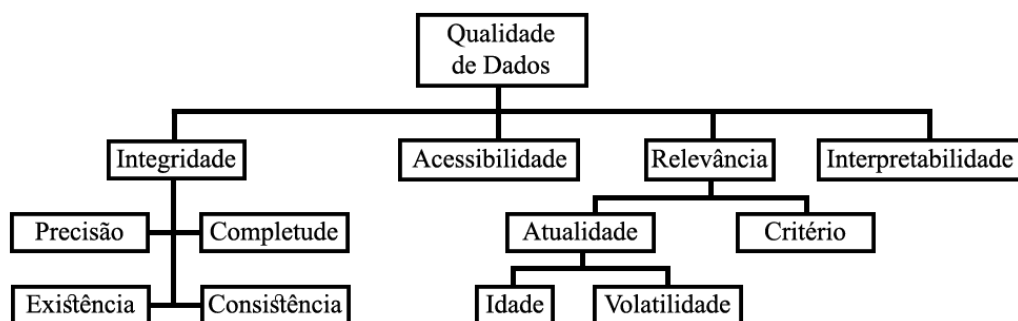 Qualidade
de Dados
Integridade
Acessibilidade
Relevância
Interpretabilidade
Precisão
Completude
Atualidade
Critério
Existência
Consistência
Idade
Volatilidade